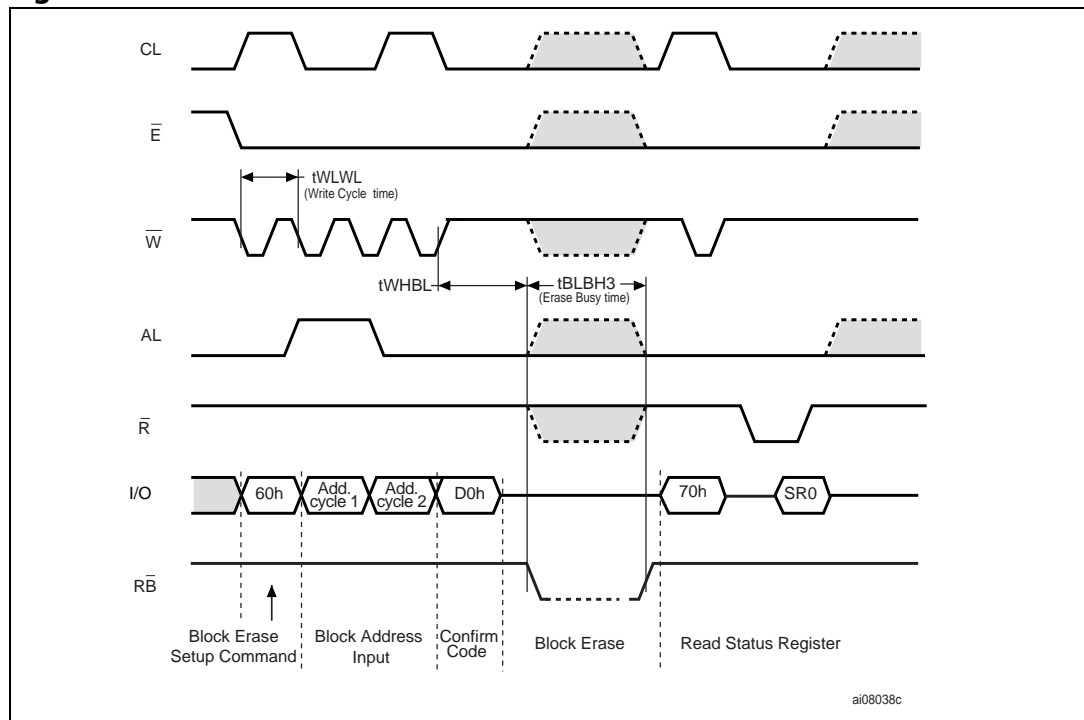 CL
E̅
tWLWL
(Write Cycle time)
W̅
tWHBL
tBLBH3
(Erase Busy time)
AL
R̅
I/O
60h
Add.
cycle 1
Add.
cycle 2
D0h
70h
SR0
RB̅
Block Erase
Setup Command
Block Address
Input
Confirm
Code
Block Erase
Read Status Register
ai08038c